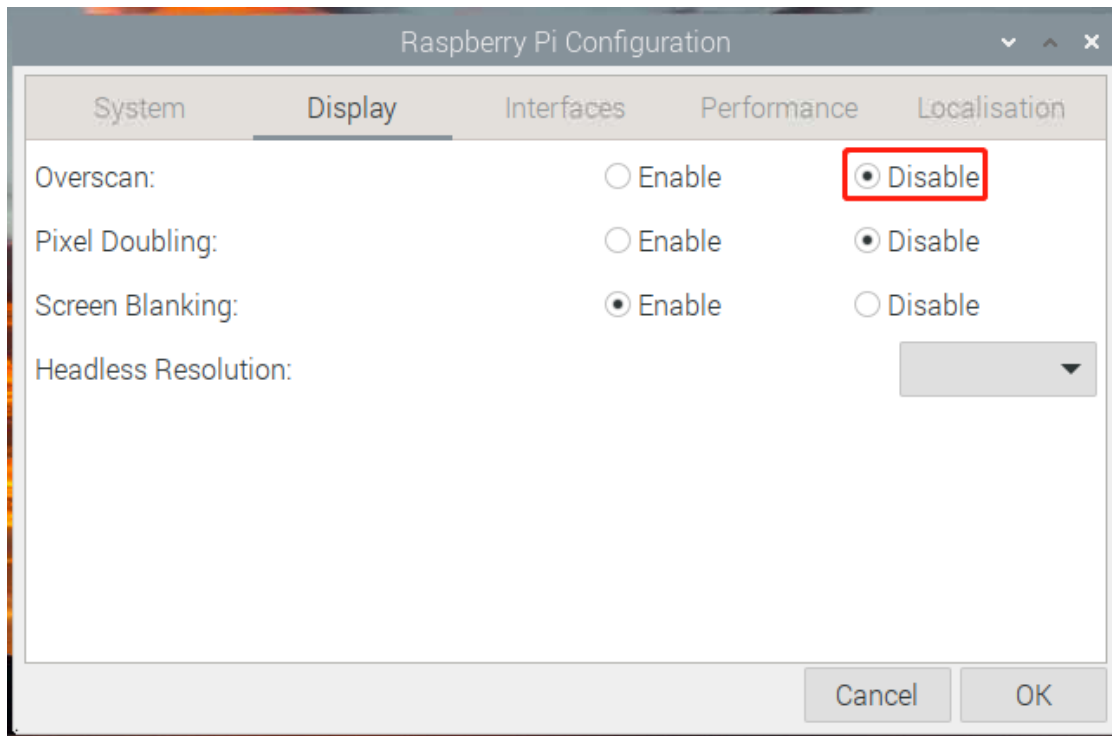 Raspberry Pi Configuration
System Display Interfaces Performance Localisation
Overscan: Enable Disable
Pixel Doubling: Enable Disable
Screen Blanking: Enable Disable
Headless Resolution:
Cancel OK